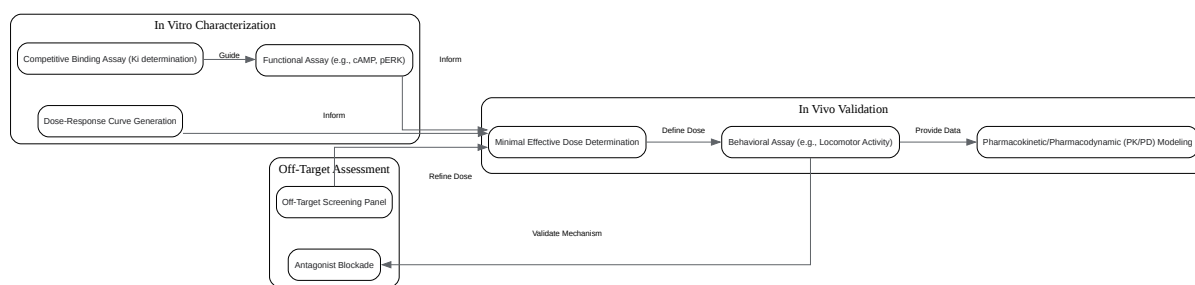 In Vitro Characterization
Competitive Binding Assay (Ki determination)
Guide
Functional Assay (e.g., cAMP, pERK)
Inform
Dose-Response Curve Generation
Inform
In Vivo Validation
Minimal Effective Dose Determination
Define Dose
Behavioral Assay (e.g., Locomotor Activity)
Provide Data
Pharmacokinetic/Pharmacodynamic (PK/PD) Modeling
Off-Target Assessment
Refine Dose
Off-Target Screening Panel
Validate Mechanism
Antagonist Blockade